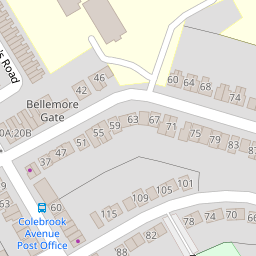 60 64 68 74
42 46
s Road
Bellemore
Gate
0A 20B
37 47 51 55 59 63 67 71 75 79 83 87
60
Colebrook
Avenue
Post Office
115 109 105 101
88 82 78 74 70 66